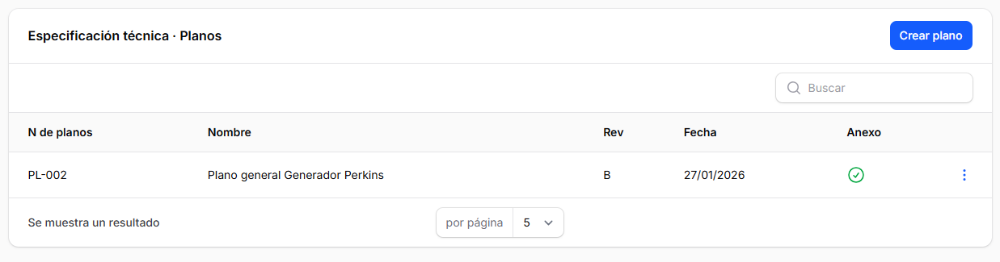 Especificación técnica · Planos
Crear plano
Buscar
N de planos Nombre Rev Fecha Anexo
PL-002 Plano general Generador Perkins B 27/01/2026
Se muestra un resultado
por página 5